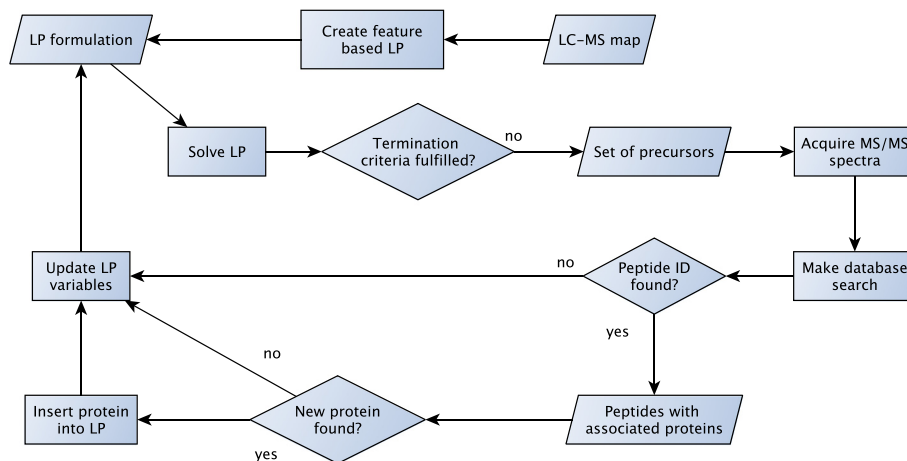 LP formulation
Create feature
based LP
LC-MS map
Solve LP
Termination
criteria fulfilled?
no
Set of precursors
Acquire MS/MS
spectra
Update LP
variables
no
Peptide ID
found?
Make database
search
yes
no
Insert protein
into LP
New protein
found?
Peptides with
associated proteins
yes